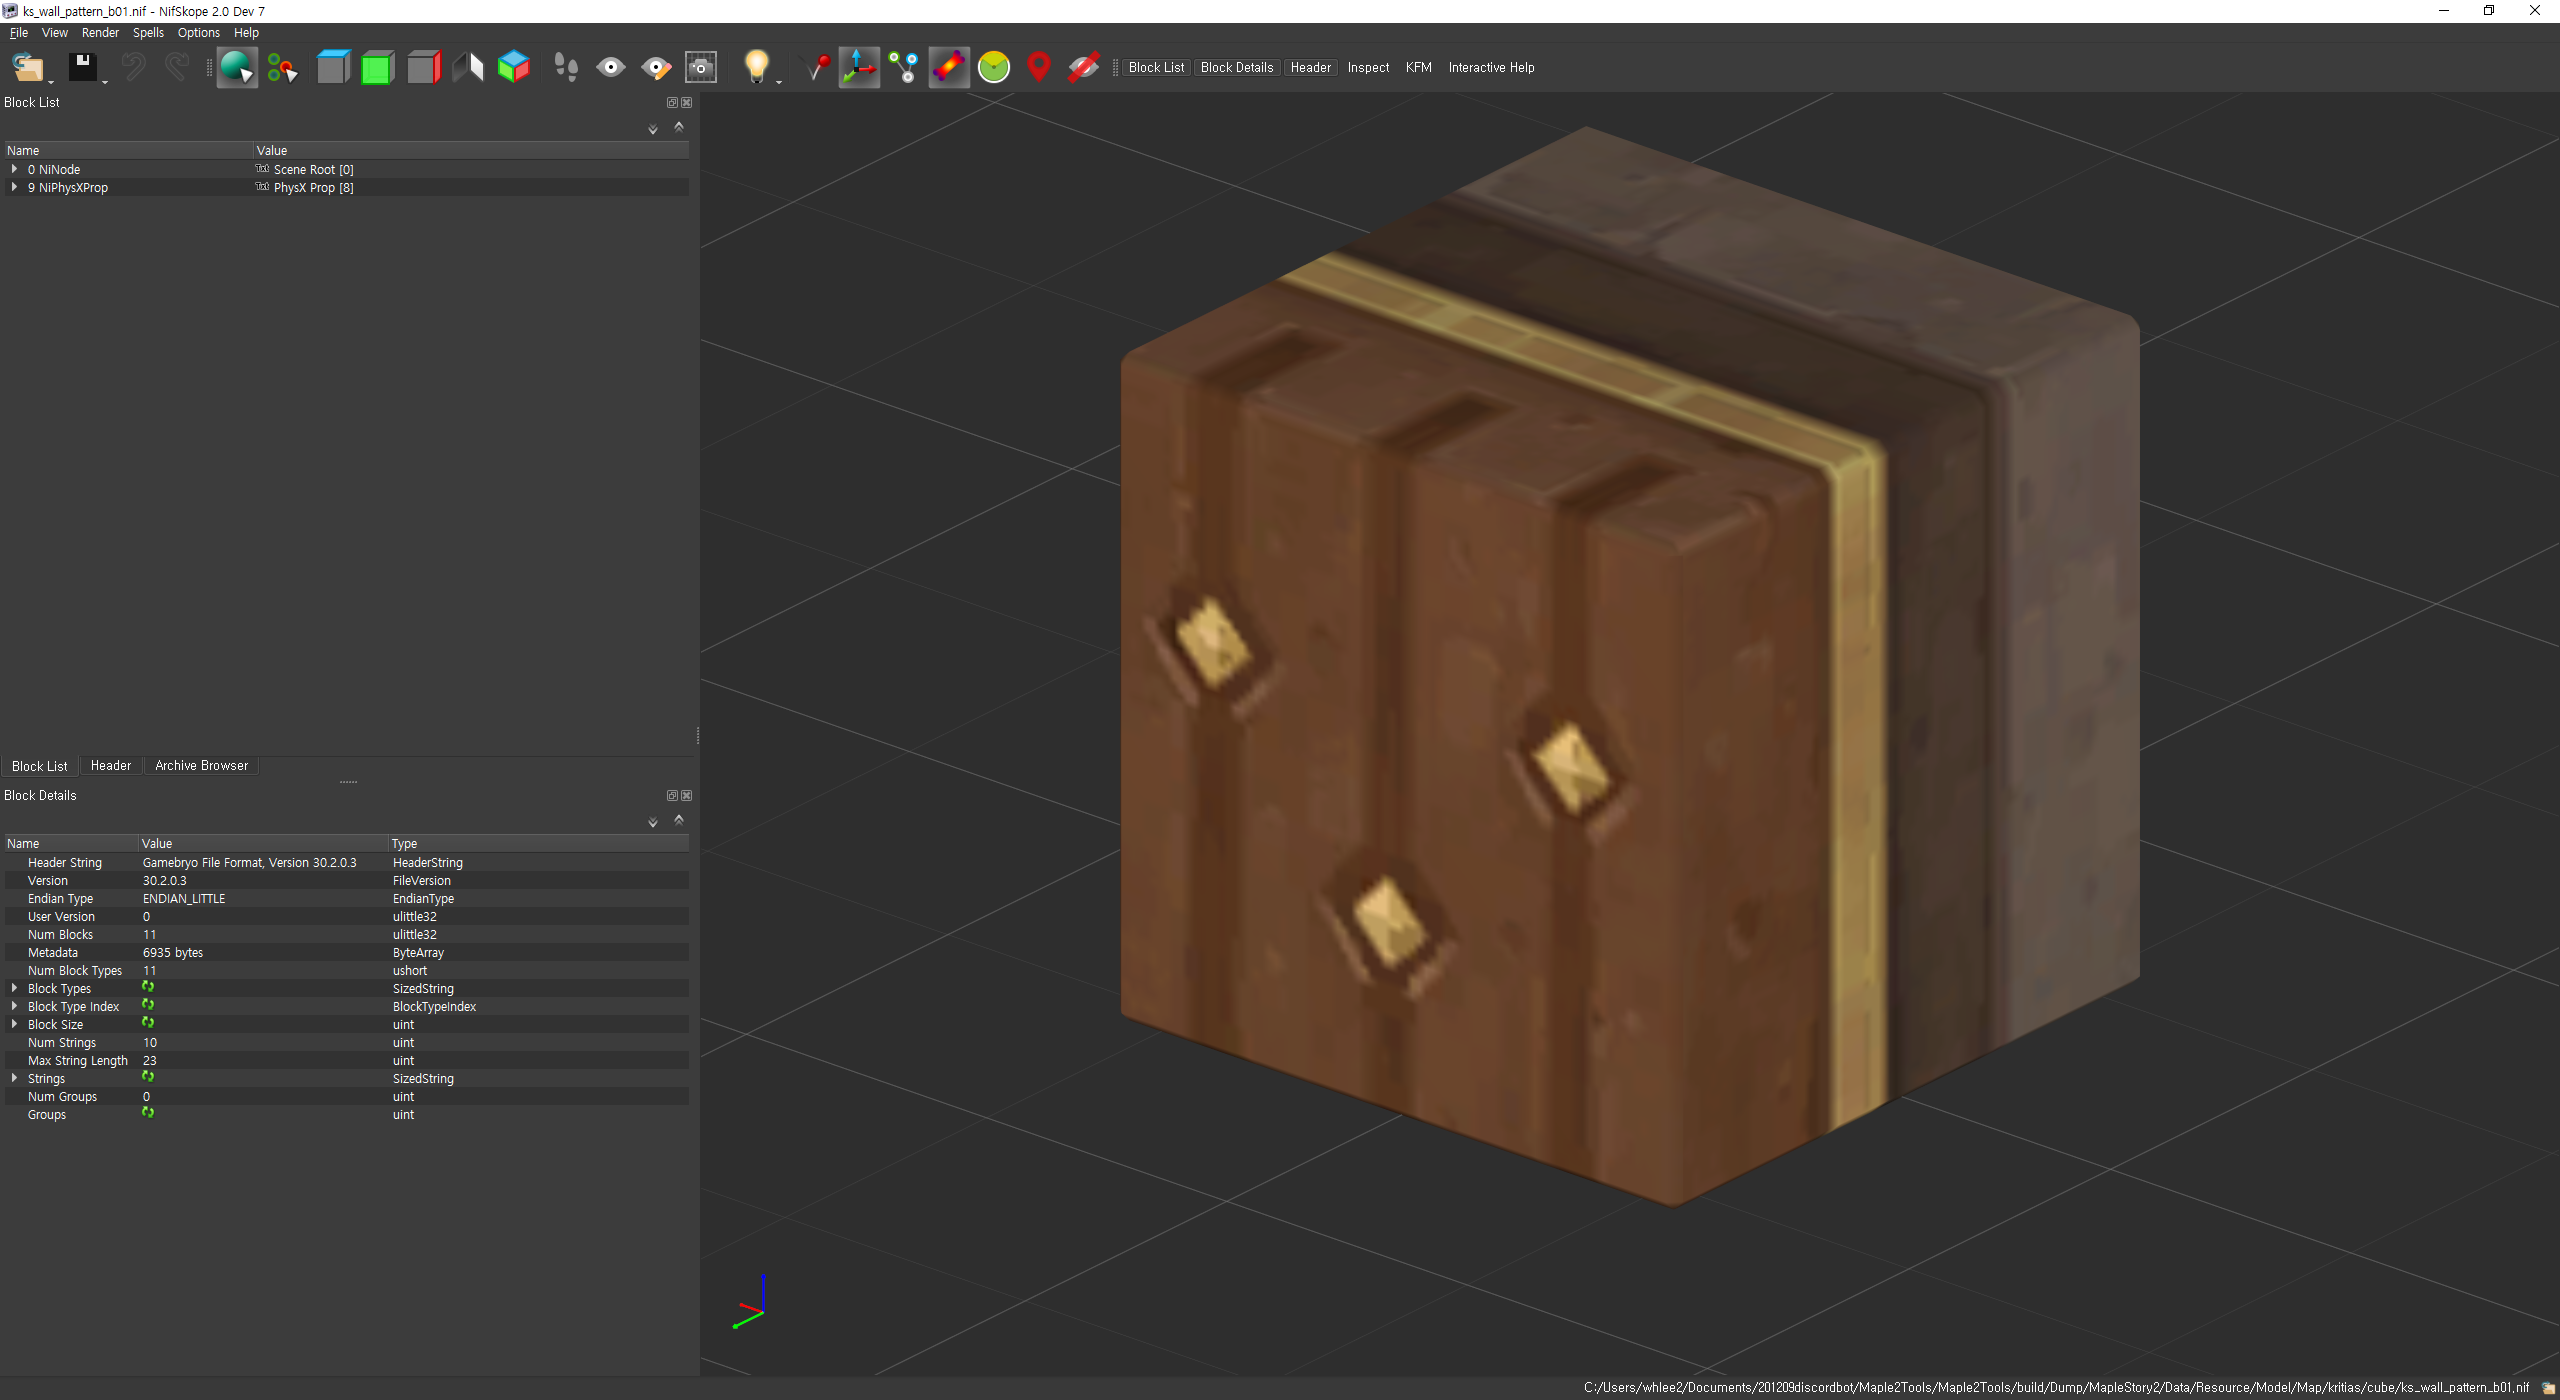 ks_wall_pattern_b01.nif - NifSkope 2.0 Dev 7
File View Render Spells Options Help
Block List Block Details Header Inspect KFM Interactive Help
Block List
Name Value
0 NiNode Txt Scene Root [0]
9 NiPhysXProp Txt PhysX Prop [8]
Block List Header Archive Browser
Block Details
Name Value Type
Header String Gamebryo File Format, Version 30.2.0.3 HeaderString
Version 30.2.0.3 FileVersion
Endian Type ENDIAN_LITTLE EndianType
User Version 0 ulittle32
Num Blocks 11 ulittle32
Metadata 6935 bytes ByteArray
Num Block Types 11 ushort
Block Types SizedString
Block Type Index BlockTypeIndex
Block Size uint
Num Strings 10 uint
Max String Length 23 uint
Strings SizedString
Num Groups 0 uint
Groups uint
C:/Users/whlee2/Documents/201209discordbot/Maple2Tools/Maple2Tools/build/Dump/MapleStory2/Data/Resource/Model/Map/kritias/cube/ks_wall_pattern_b01.nif